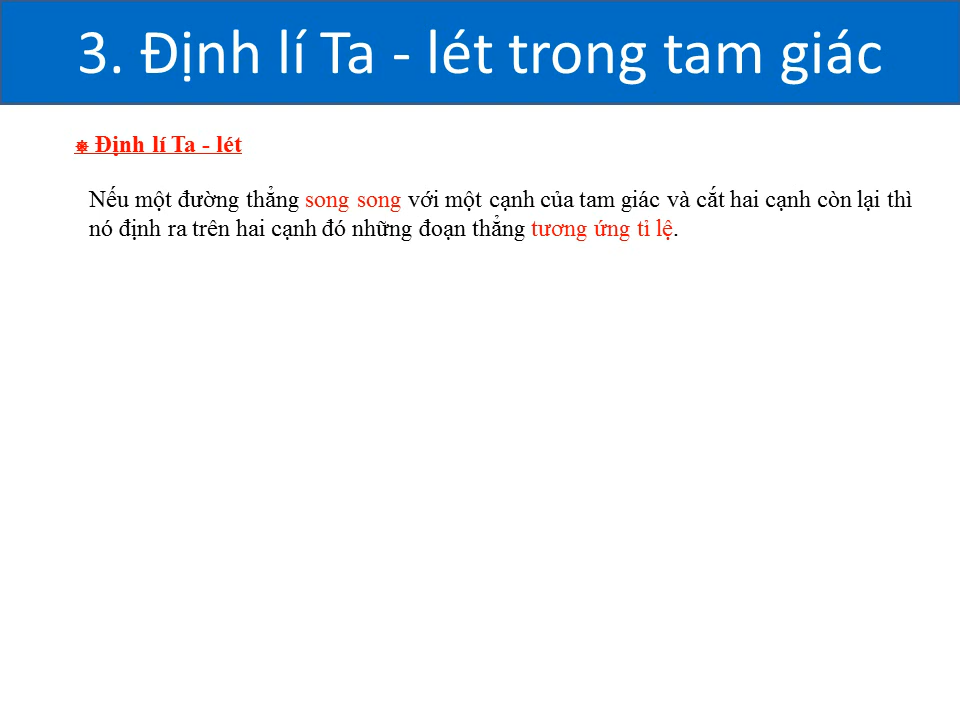 3. Định lí Ta - lét trong tam giác
⎈ Định lí Ta - lét
Nếu một đường thẳng song song với một cạnh của tam giác và cắt hai cạnh còn lại thì
nó định ra trên hai cạnh đó những đoạn thẳng tương ứng tỉ lệ.